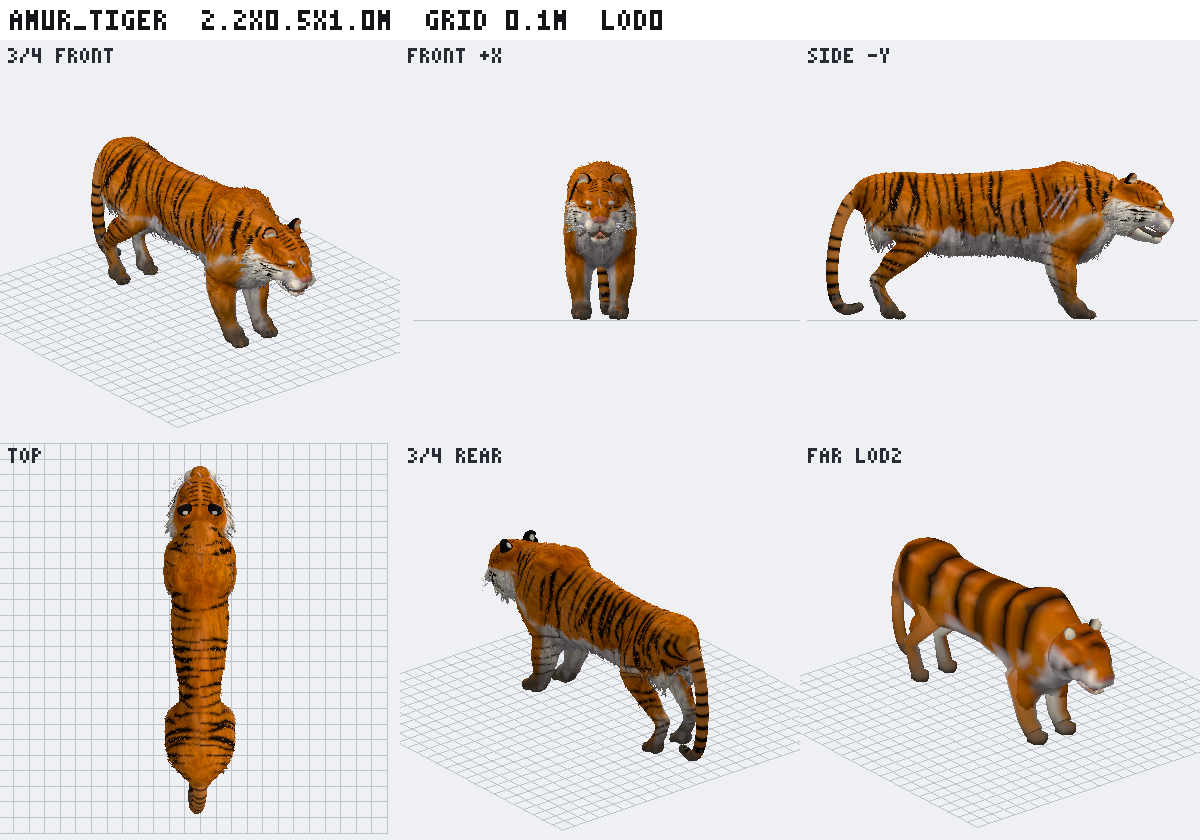 AMUR_TIGER 2.2X0.5X1.0M GRID 0.1M LOD0
3/4 FRONT
FRONT +X
SIDE -Y
TOP
3/4 REAR
FAR LOD2